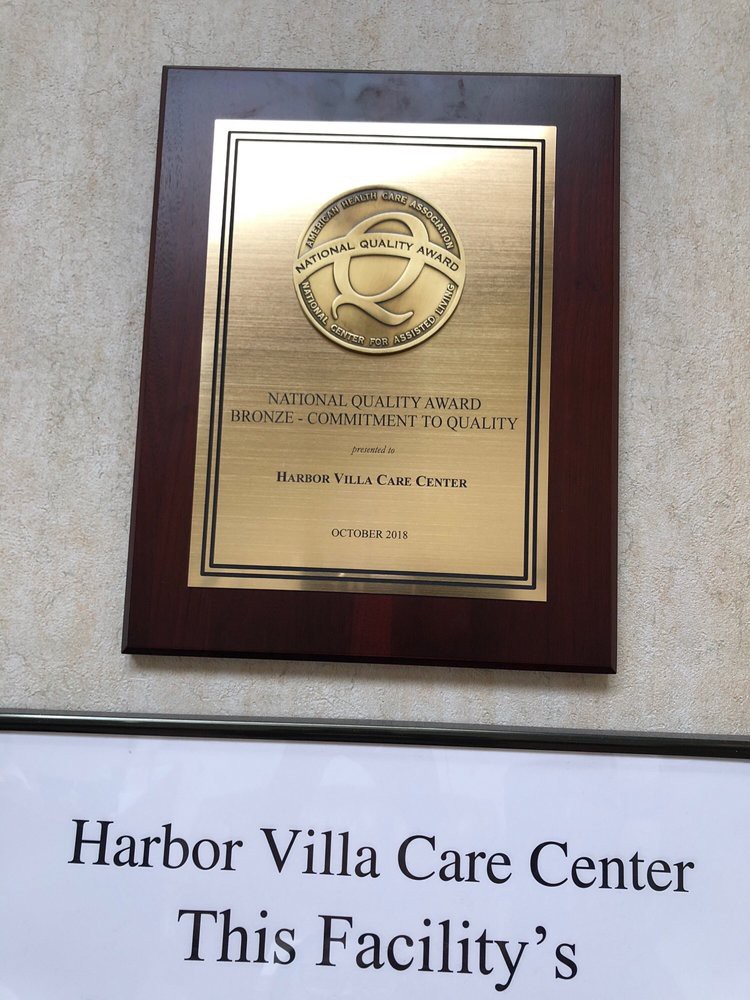 AMERICAN HEALTH CARE ASSOCIATION
NATIONAL QUALITY AWARD
NATIONAL CENTER FOR ASSISTED LIVING
NATIONAL QUALITY AWARD
BRONZE - COMMITMENT TO QUALITY
presented to
HARBOR VILLA CARE CENTER
OCTOBER 2018
Harbor Villa Care Center
This Facility's